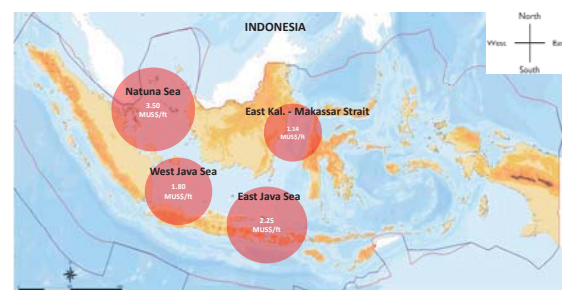 INDONESIA
North
West
East
South
Natuna Sea
3.50
MUS$/ft
East Kal. - Makassar Strait
1.14
MUS$/ft
West Java Sea
1.80
MUS$/ft
East Java Sea
2.25
MUS$/ft